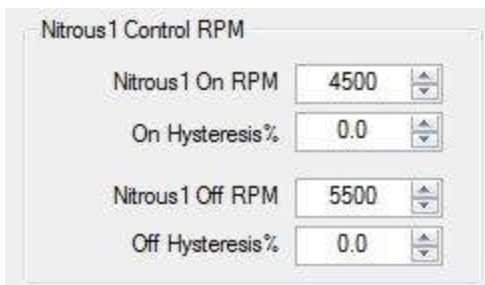 Nitrous1 Control RPM
Nitrous1 On RPM 4500
On Hysteresis% 0.0
Nitrous1 Off RPM 5500
Off Hysteresis% 0.0